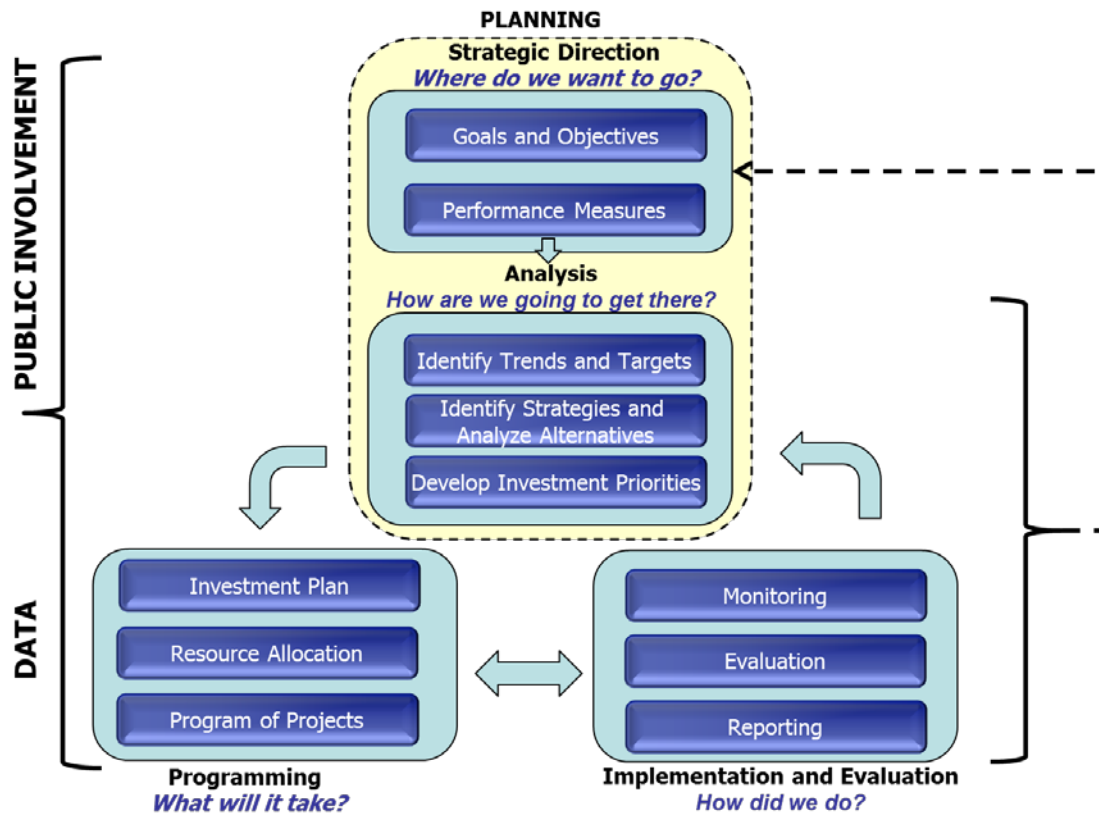 PLANNING
Strategic Direction
Where do we want to go?
Goals and Objectives
Performance Measures
Analysis
How are we going to get there?
Identify Trends and Targets
Identify Strategies and
Analyze Alternatives
Develop Investment Priorities
PUBLIC INVOLVEMENT
DATA
Investment Plan
Resource Allocation
Program of Projects
Programming
What will it take?
Monitoring
Evaluation
Reporting
Implementation and Evaluation
How did we do?